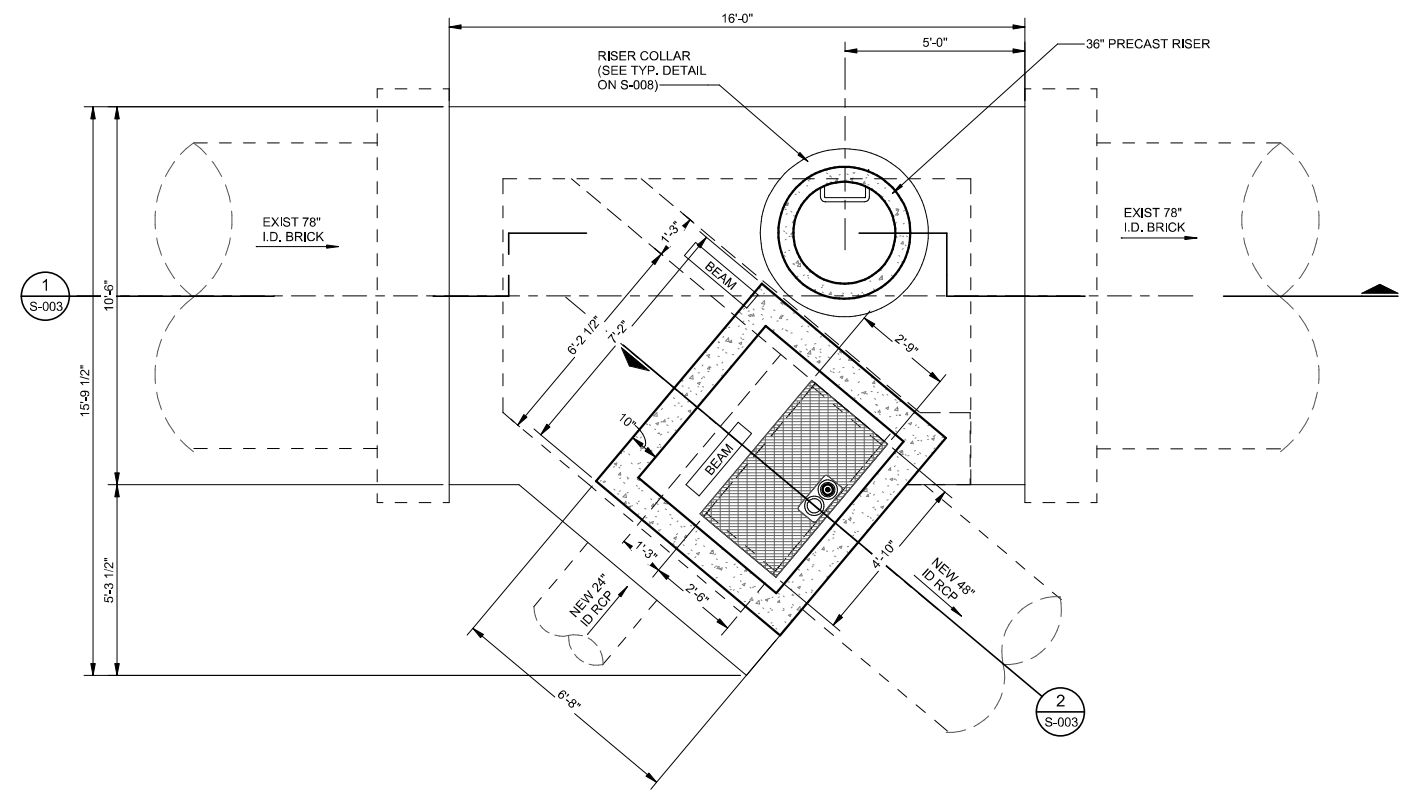 16'-0"
5'-0"
36" PRECAST RISER
RISER COLLAR
(SEE TYP. DETAIL
ON S-008)
EXIST 78"
I.D. BRICK
EXIST 78"
I.D. BRICK
1'-3"
BEAM
1
S-003
10'-6"
15'-9 1/2"
6'-2 1/2"
7'-2"
2'-9"
10"
BEAM
4'-10"
5'-3 1/2"
1'-3"
2'-6"
NEW 24"
ID RCP
NEW 48"
ID RCP
6'-8"
2
S-003